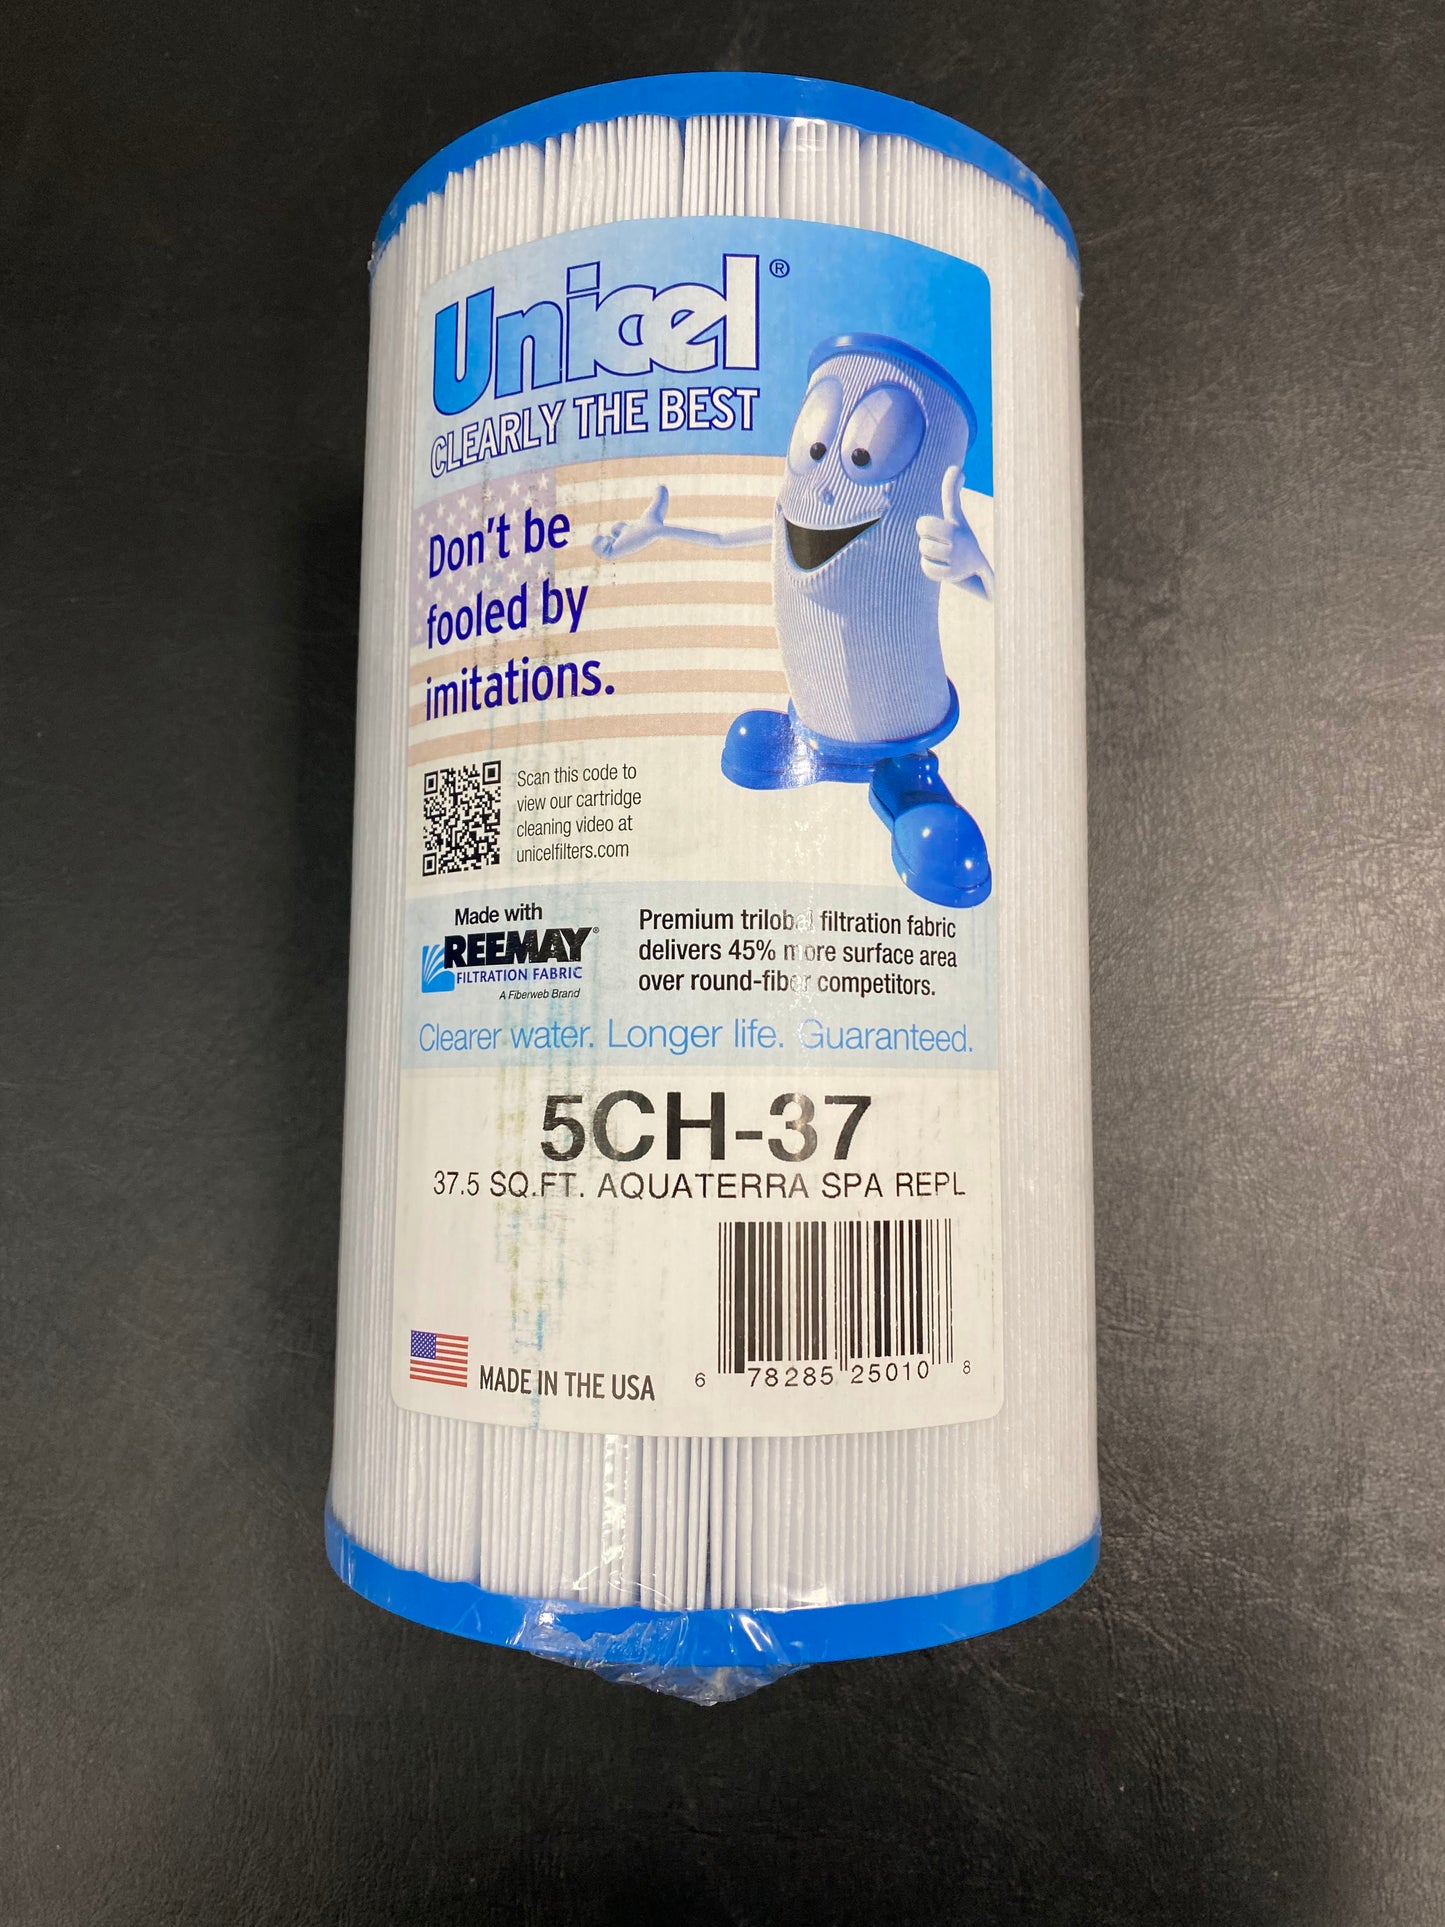 Unicel®
CLEARLY THE BEST
Don't be
fooled by
imitations.
Scan this code to
view our cartridge
cleaning video at
unicelfilters.com
Made with
REEMAY®
FILTRATION FABRIC
A Fiberweb Brand
Premium trilobal filtration fabric
delivers 45% more surface area
over round-fiber competitors.
Clearer water. Longer life. Guaranteed.
5CH-37
37.5 SQ.FT. AQUATERRA SPA REPL
MADE IN THE USA
6 78285 25010 8